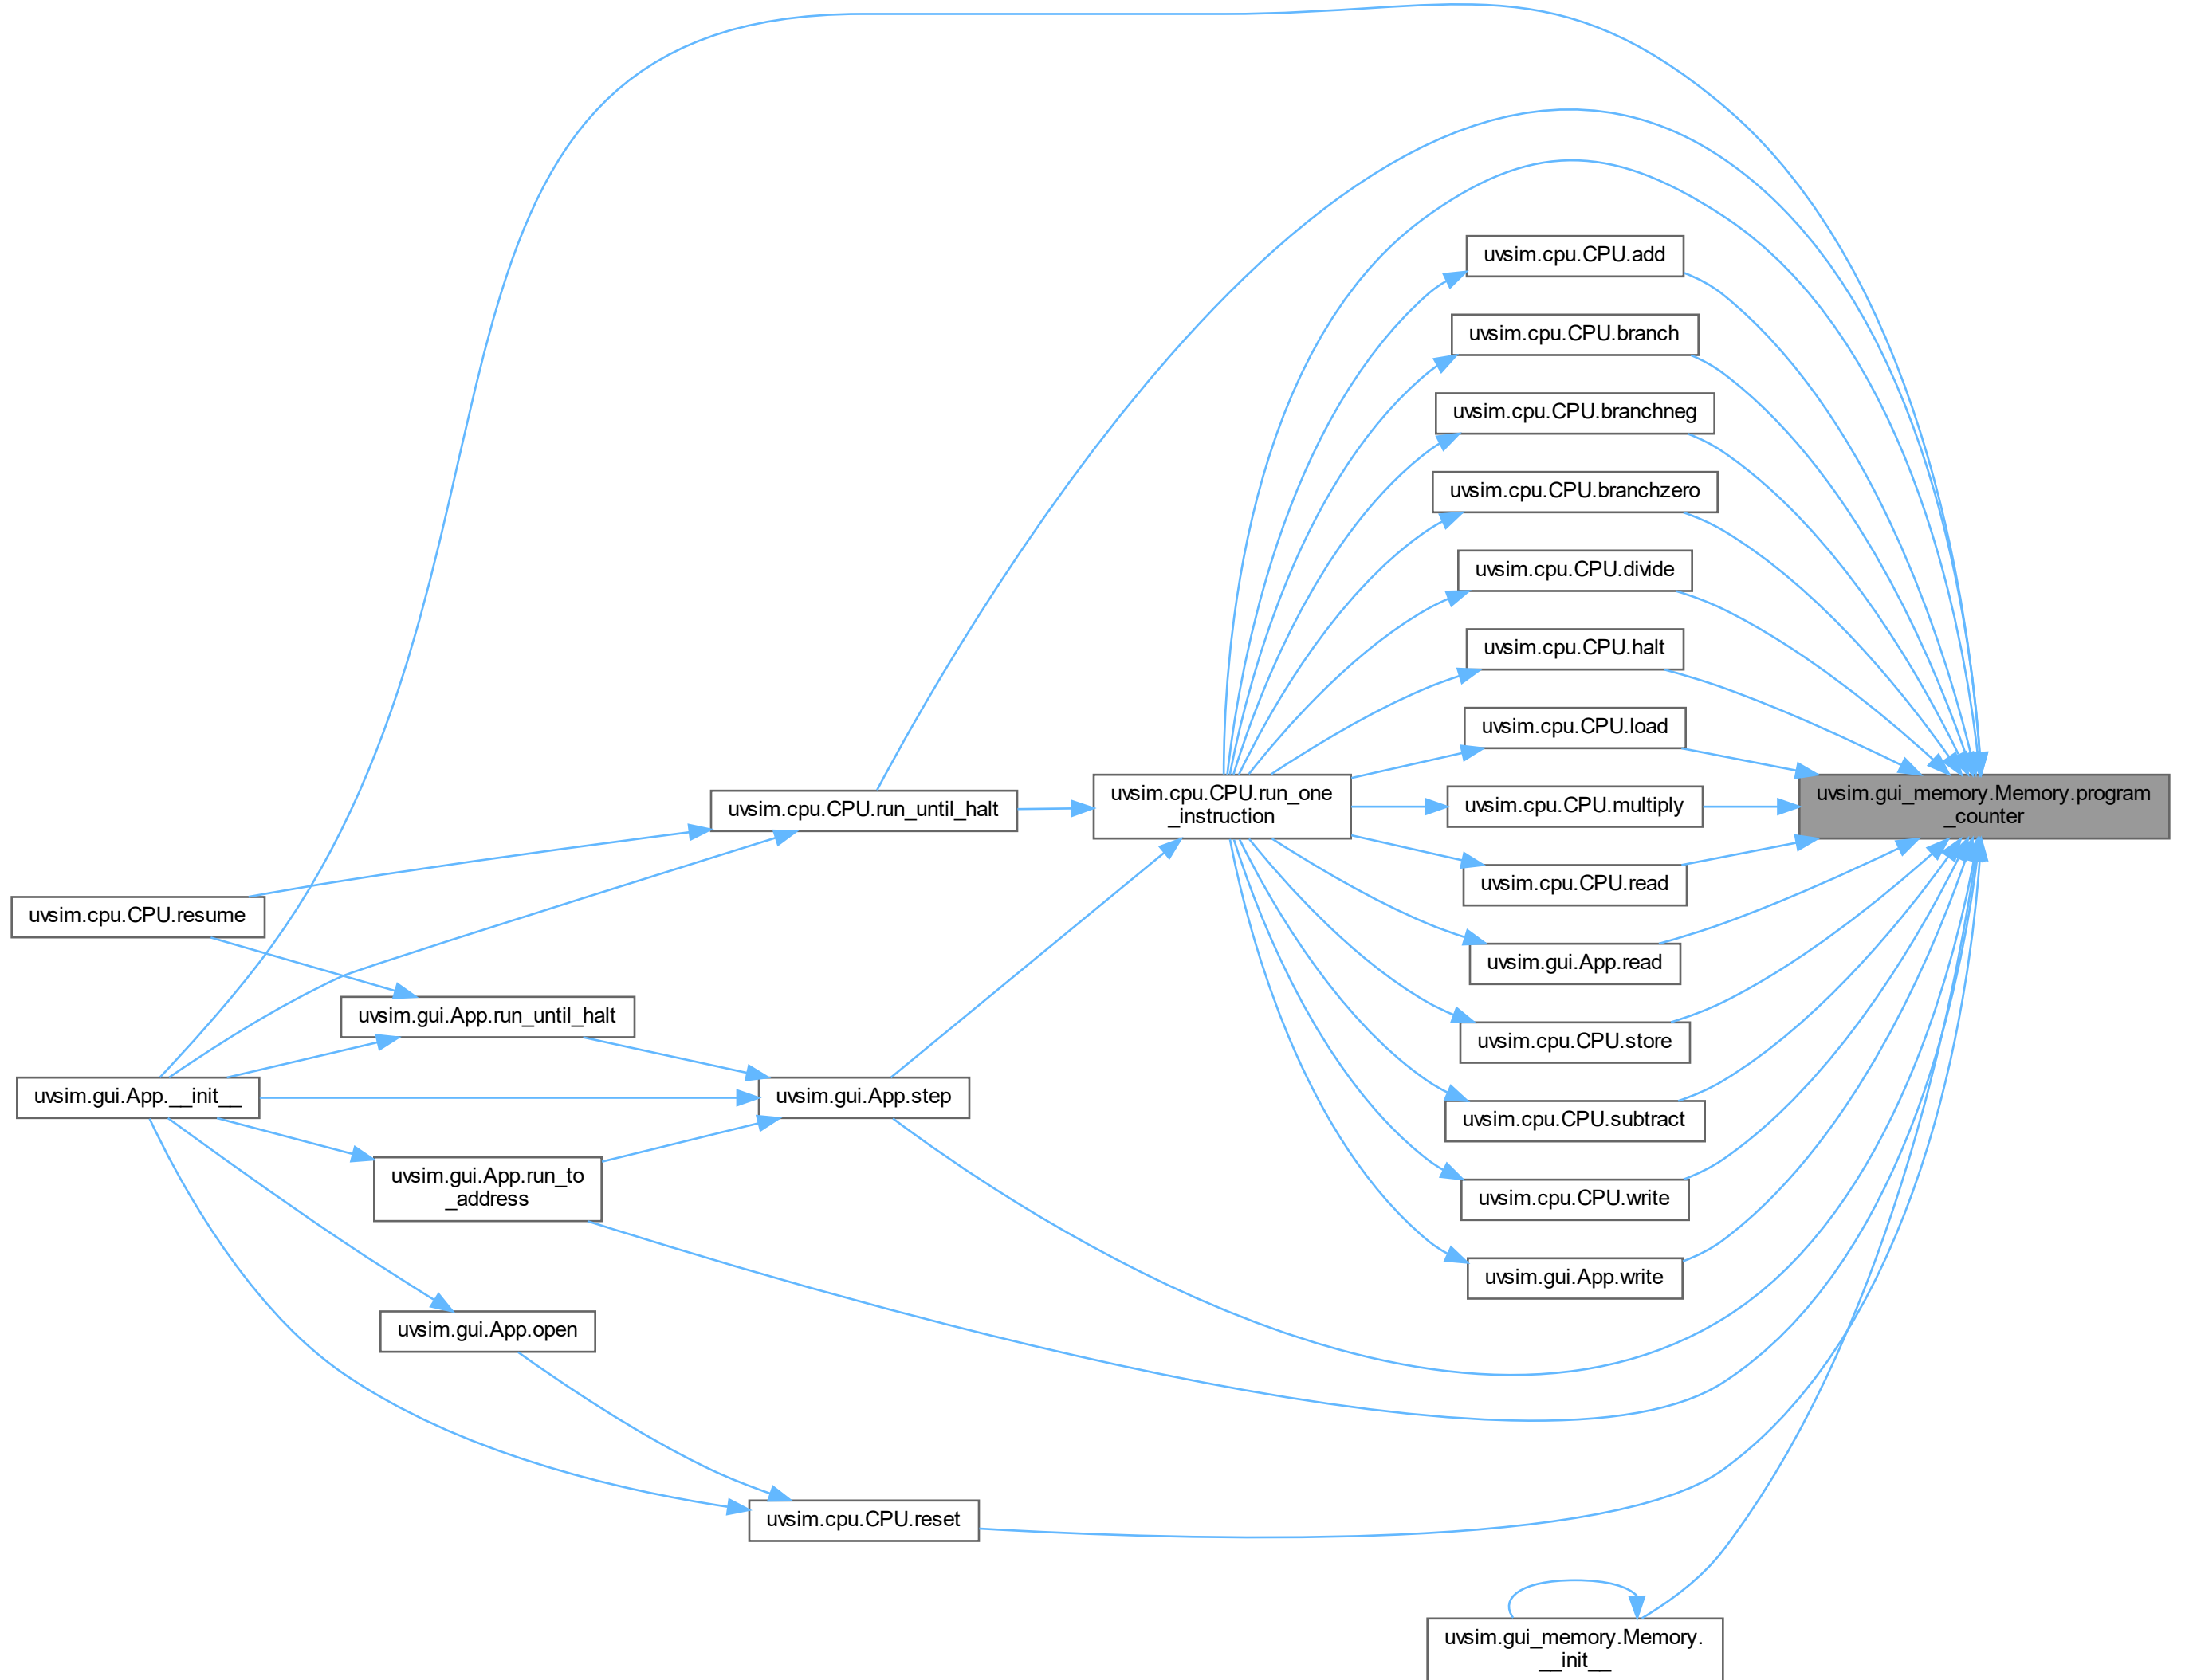 uvsim.cpu.CPU.add
uvsim.cpu.CPU.branch
uvsim.cpu.CPU.branchneg
uvsim.cpu.CPU.branchzero
uvsim.cpu.CPU.divide
uvsim.cpu.CPU.halt
uvsim.cpu.CPU.load
uvsim.cpu.CPU.run_until_halt
uvsim.cpu.CPU.run_one
_instruction
uvsim.cpu.CPU.multiply
uvsim.gui_memory.Memory.program
_counter
uvsim.cpu.CPU.read
uvsim.cpu.CPU.resume
uvsim.gui.App.read
uvsim.gui.App.run_until_halt
uvsim.cpu.CPU.store
uvsim.gui.App.__init__
uvsim.gui.App.step
uvsim.cpu.CPU.subtract
uvsim.gui.App.run_to
_address
uvsim.cpu.CPU.write
uvsim.gui.App.write
uvsim.gui.App.open
uvsim.cpu.CPU.reset
uvsim.gui_memory.Memory.
__init__